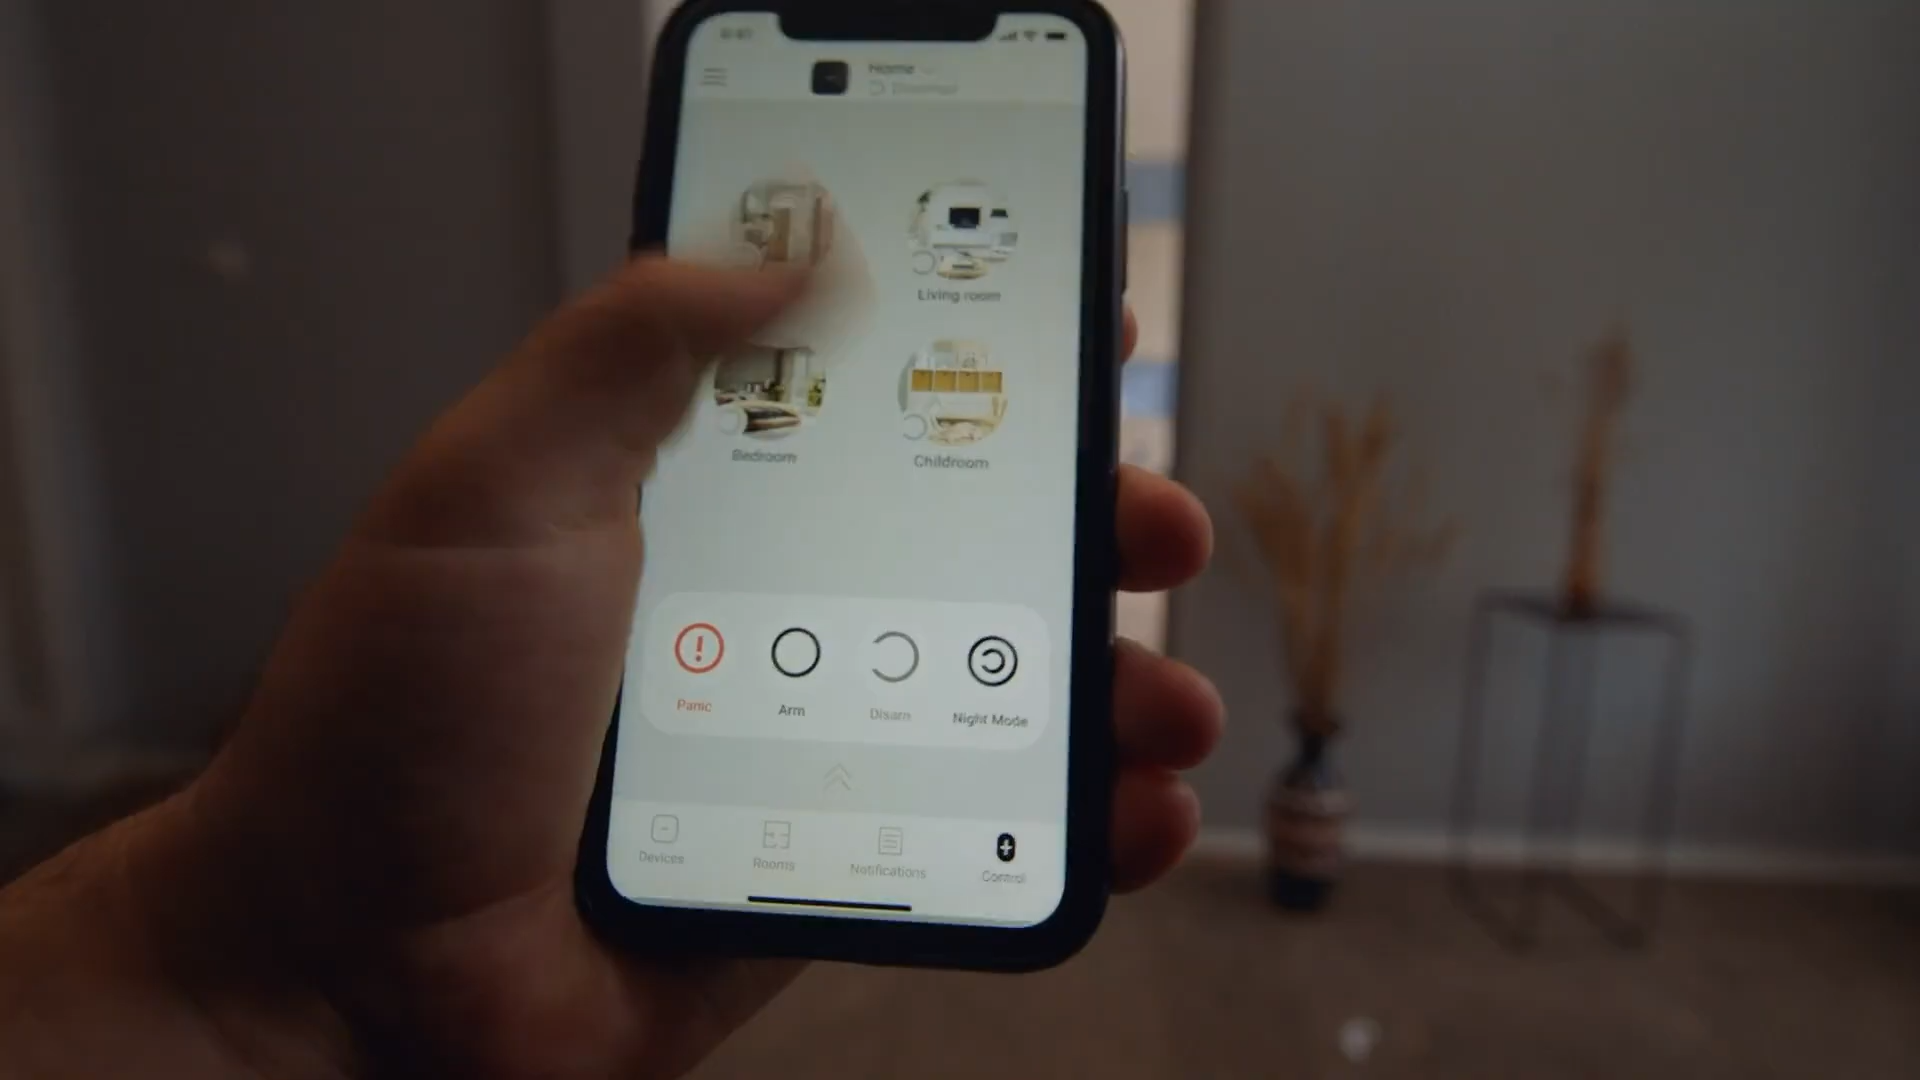 Home
Living room
Bedroom
Childroom
Panic
Arm
Disarm
Night Mode
Devices
Rooms
Notifications
Control